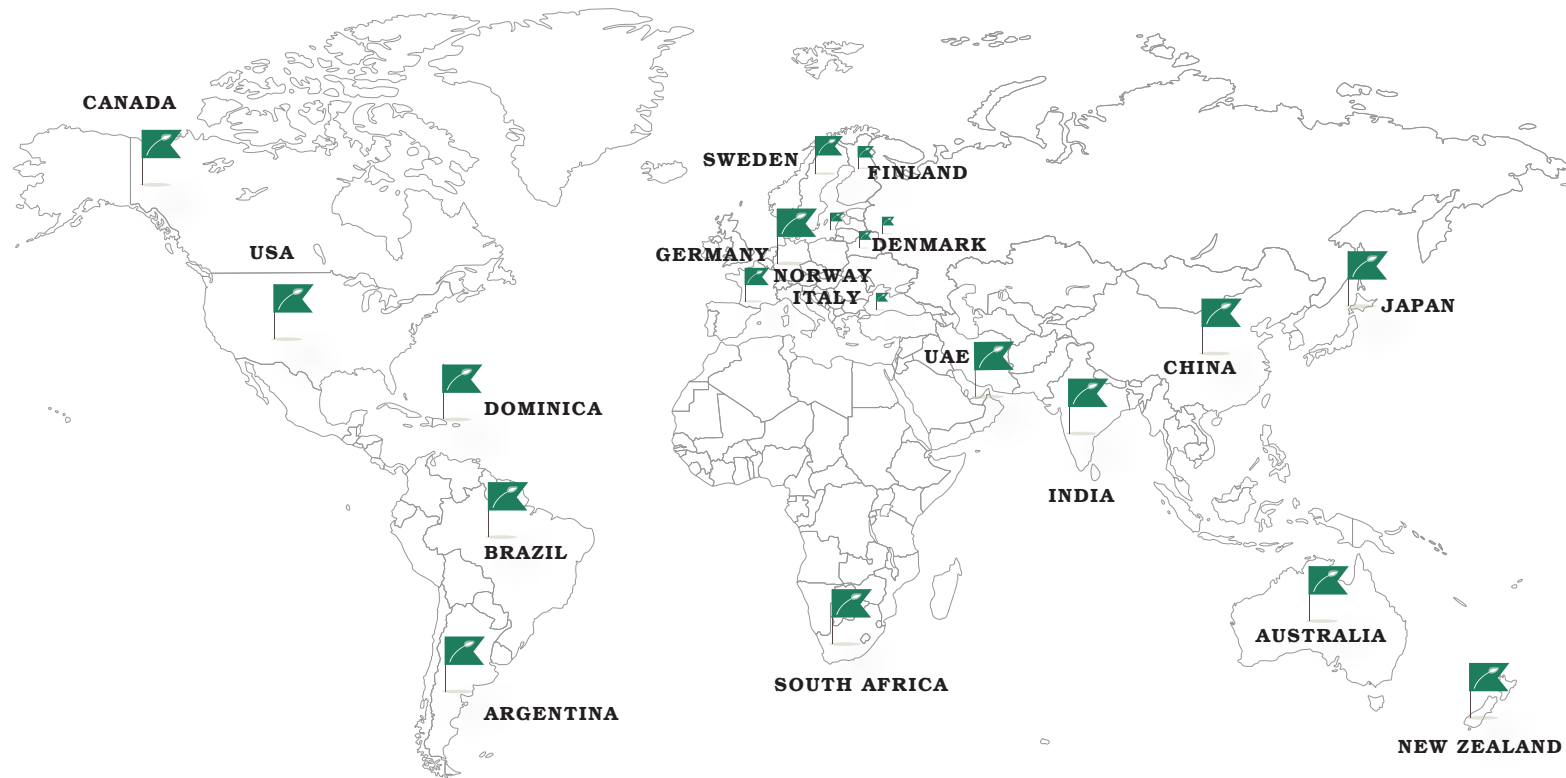 CANADA
SWEDEN
FINLAND
USA
GERMANY
DENMARK
NORWAY
ITALY
JAPAN
UAE
CHINA
DOMINICA
INDIA
BRAZIL
AUSTRALIA
SOUTH AFRICA
ARGENTINA
NEW ZEALAND